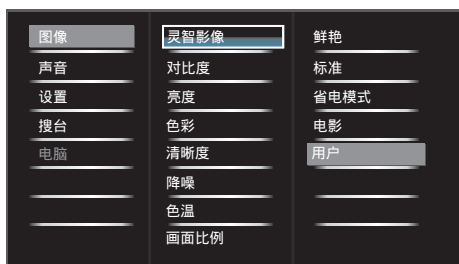 图像
声音
设置
搜台
电脑
灵智影像
对比度
亮度
色彩
清晰度
降噪
色温
画面比例
鲜艳
标准
省电模式
电影
用户